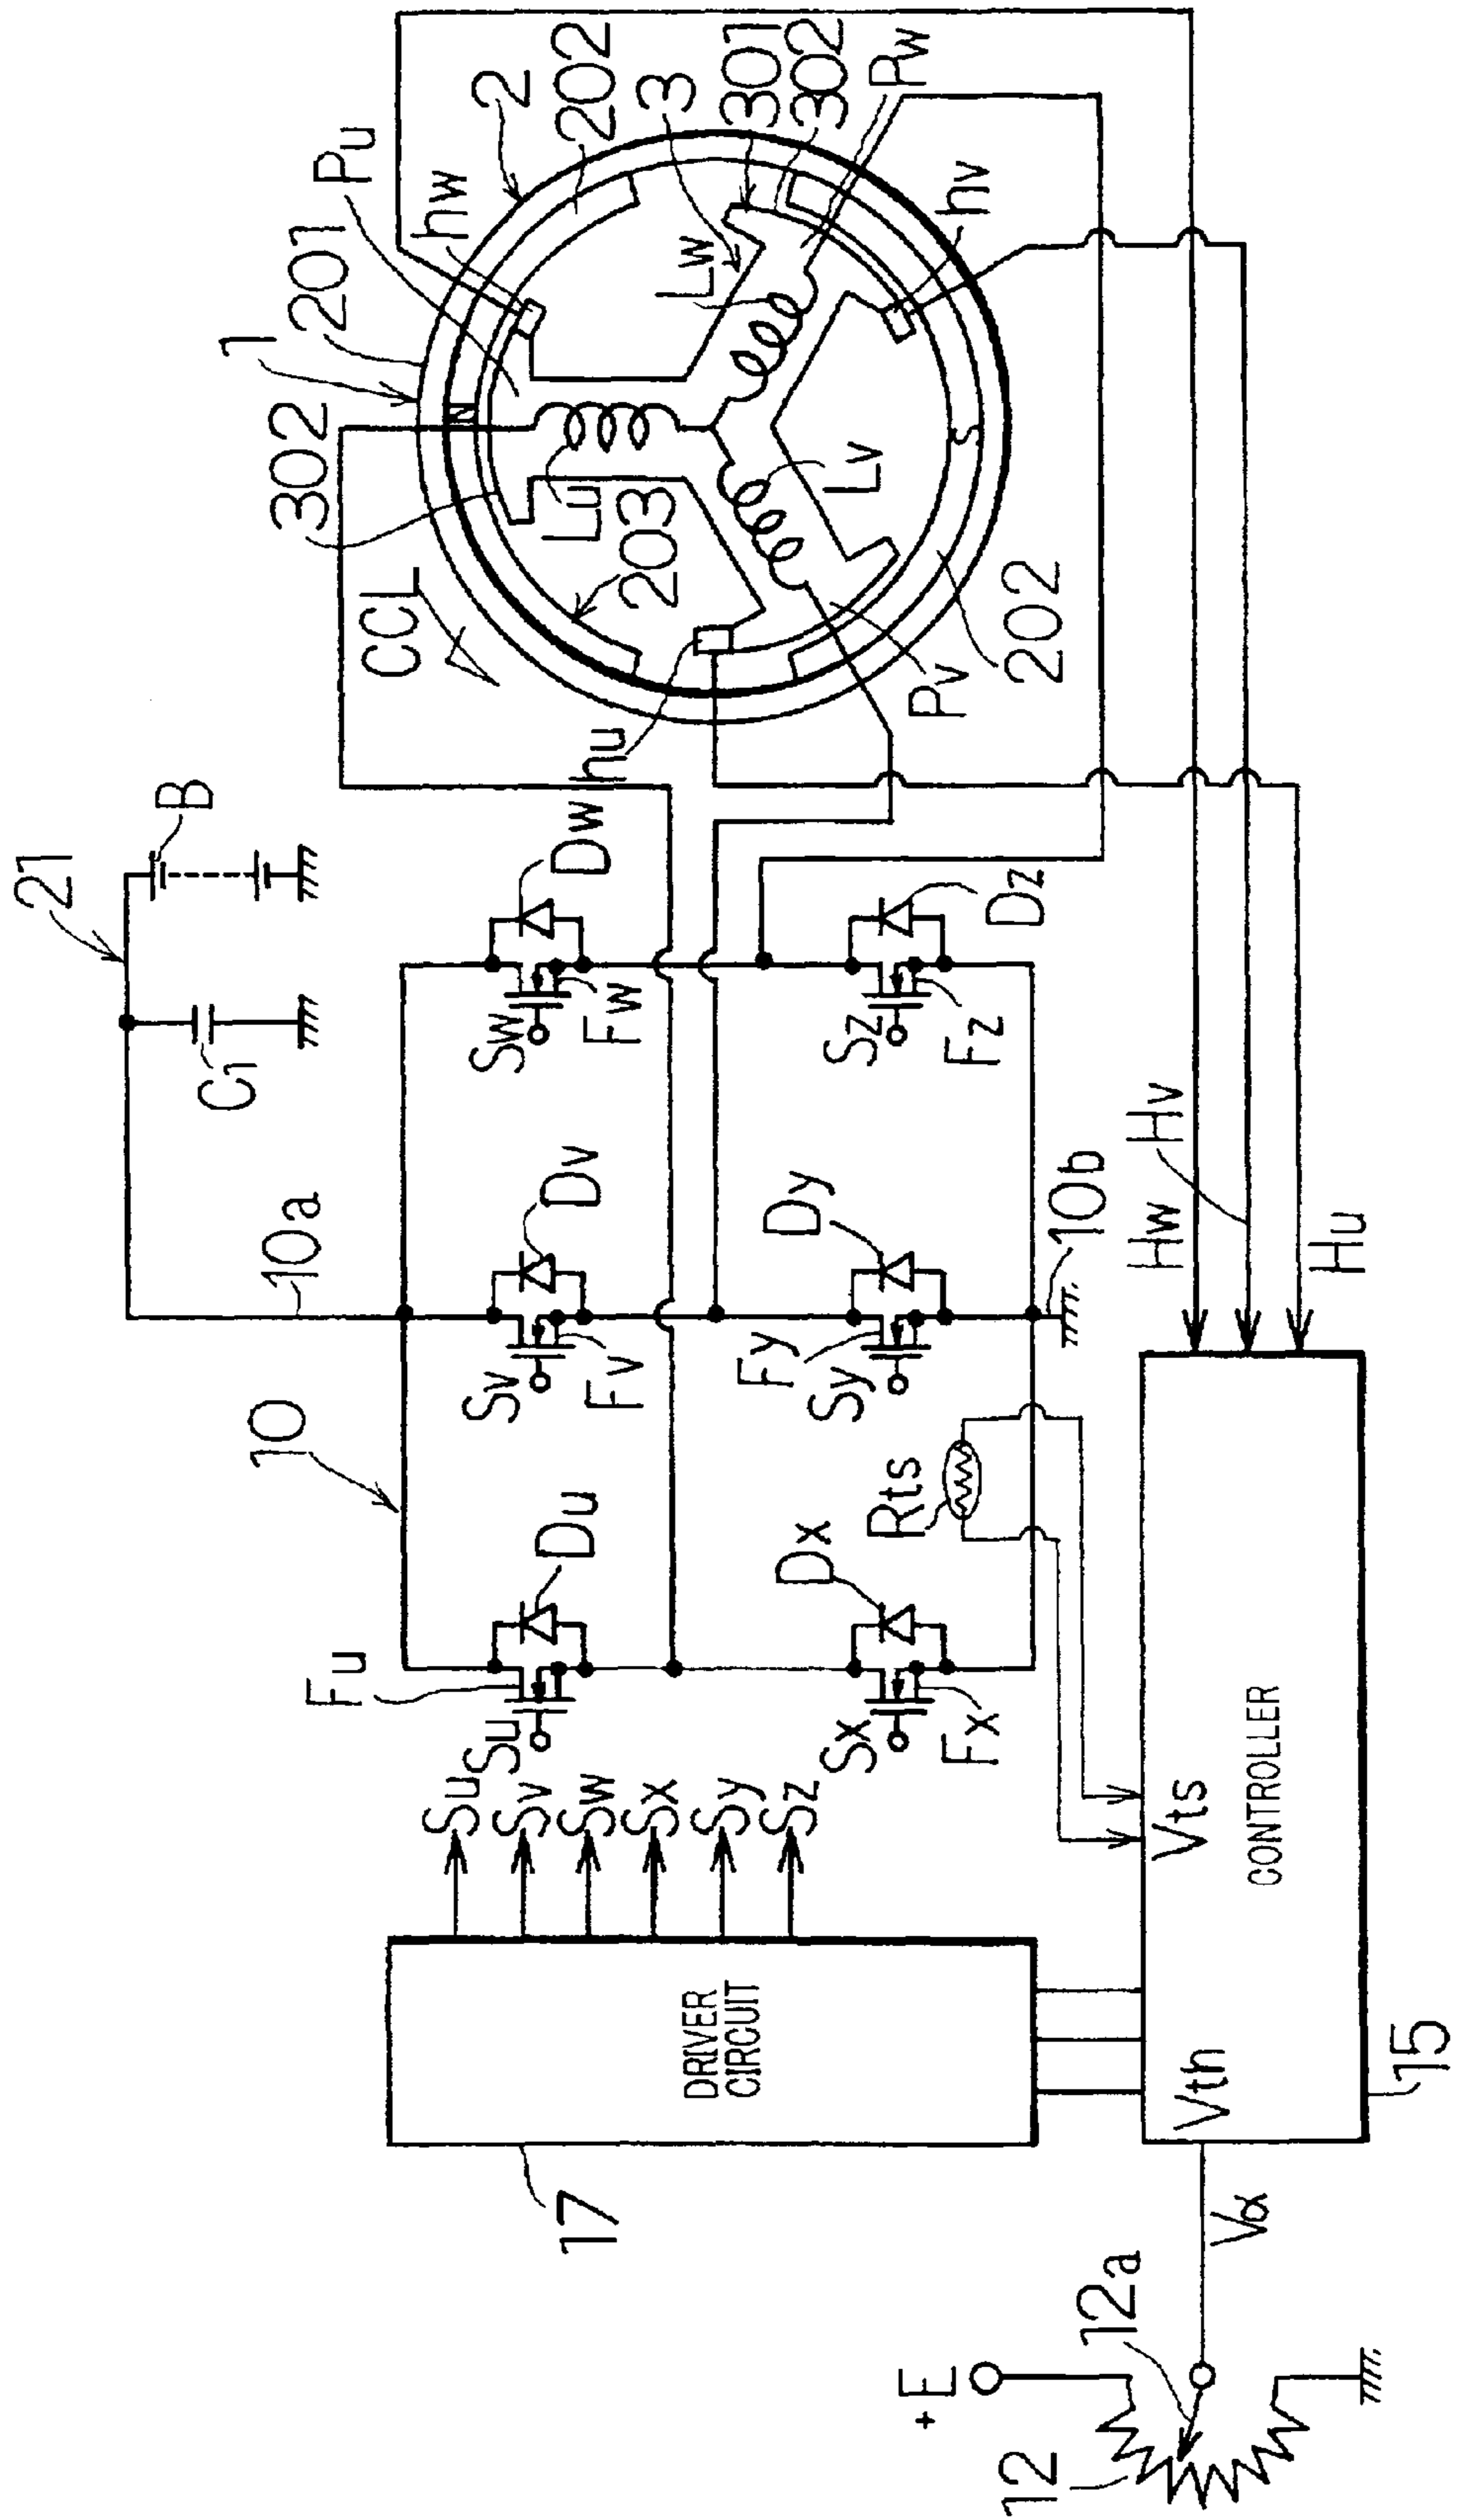 21
B
C1
10a
10
Fu
Su
Du
Sv
Fv
Dv
Sw
Fw
Dw
Sx
Fx
Dx
Fy
Sy
Dy
Sz
Fz
Dz
Rts
10b
17
DRIVER
CIRCUIT
Su
Sv
Sw
Sx
Sy
Sz
CONTROLLER
Vts
Vth
15
Vα
12a
12
+E
Hw
Hv
Hu
CCL
302
1
201
Pu
hw
2
202
3
301
302
Pw
hv
N
Lu
203
Lw
Lv
S
hu
Pv
202